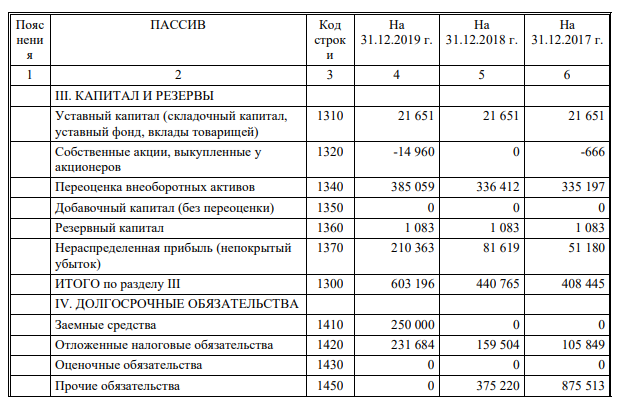 Пояс нени я ПАССИВ Код строк и На 31.12.2019 г. На 31.12.2018 г. На 31.12.2017 г.
1 2 3 4 5 6
III. КАПИТАЛ И РЕЗЕРВЫ
Уставный капитал (складочный капитал, 1310 21 651 21 651 21 651
уставный фонд, вклады товарищей)
Собственные акции, выкупленные у 1320 -14 960 0 -666
акционеров
Переоценка внеоборотных активов 1340 385 059 336 412 335 197
Добавочный капитал (без переоценки) 1350 0 0 0
Резервный капитал 1360 1 083 1 083 1 083
Нераспределенная прибыль (непокрытый 1370 210 363 81 619 51 180
убыток)
ИТОГО по разделу III 1300 603 196 440 765 408 445
IV. ДОЛГОСРОЧНЫЕ ОБЯЗАТЕЛЬСТВА
Заемные средства 1410 250 000 0 0
Отложенные налоговые обязательства 1420 231 684 159 504 105 849
Оценочные обязательства 1430 0 0 0
Прочие обязательства 1450 0 375 220 875 513